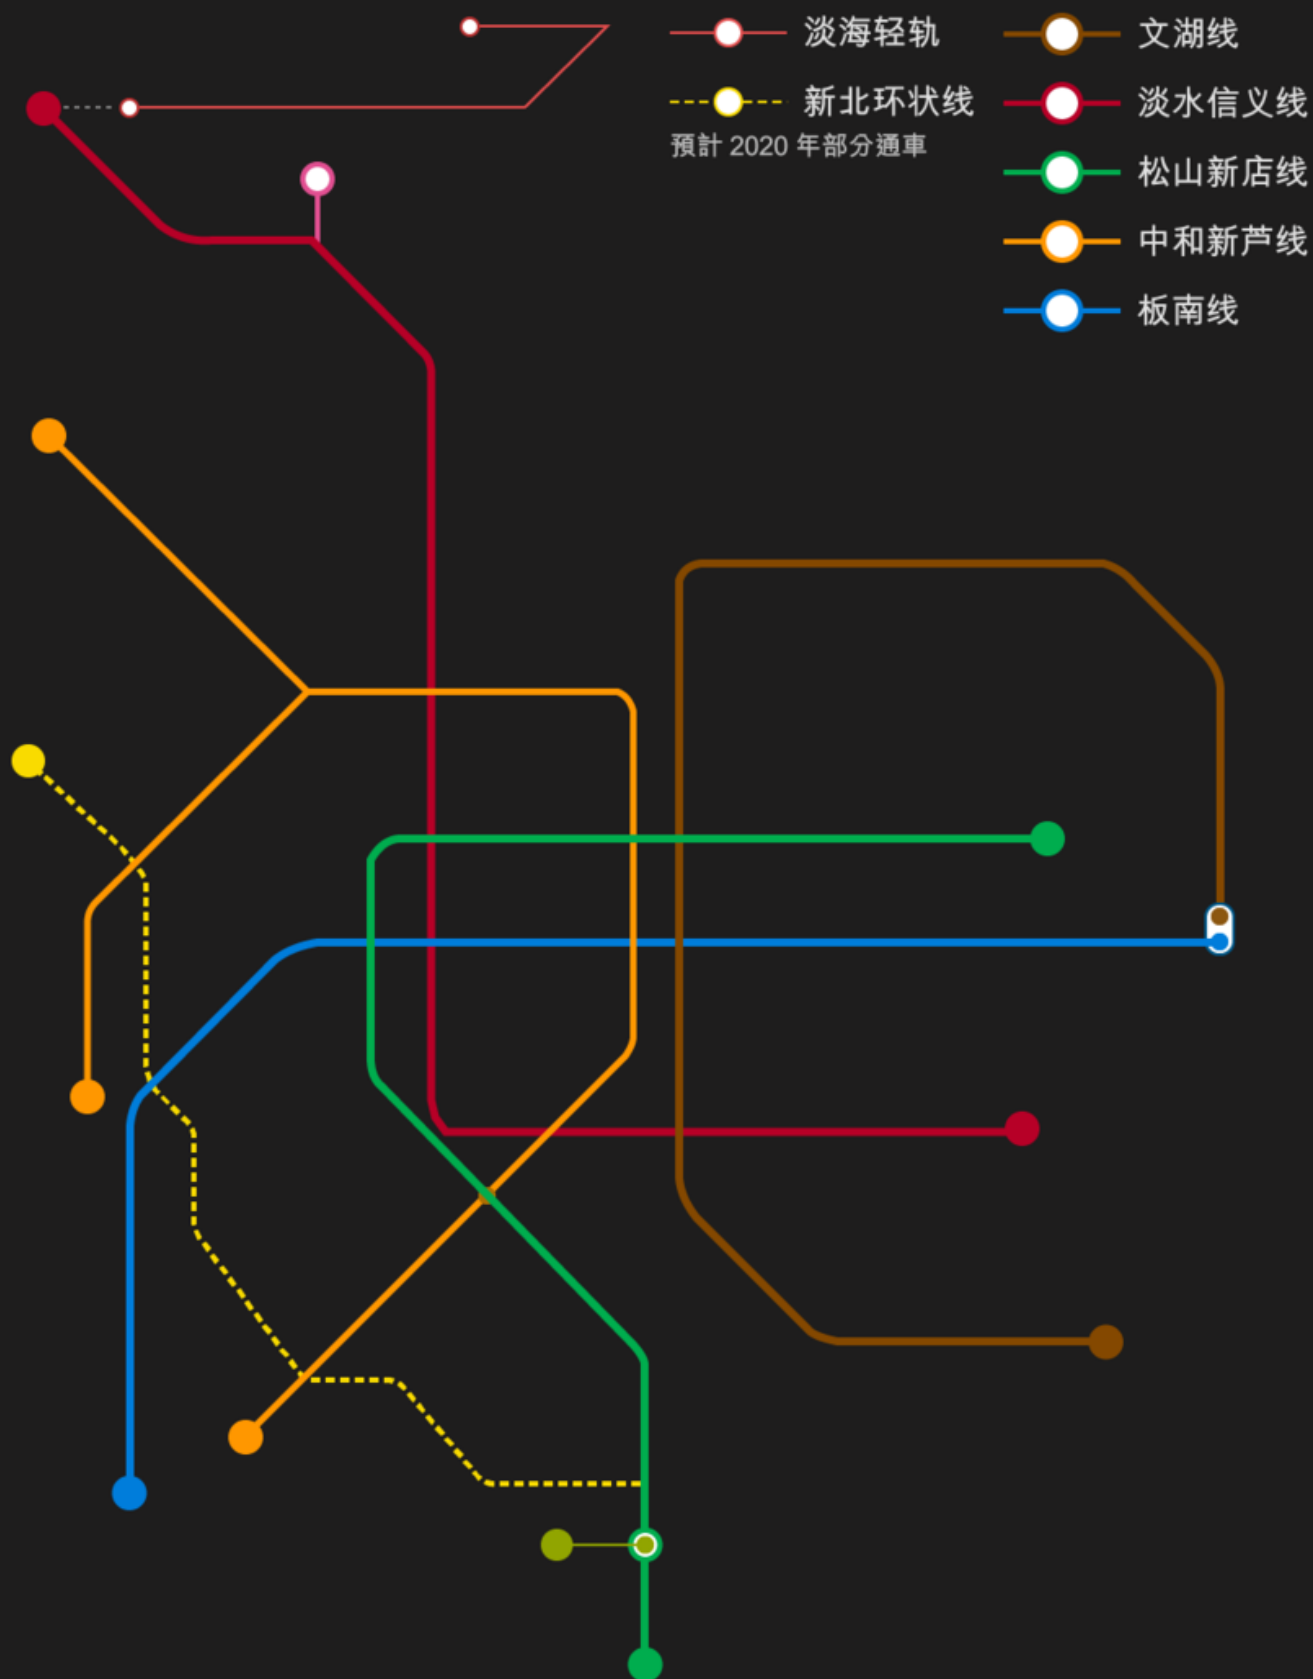 淡海轻轨
新北环状线
預計 2020 年部分通車
文湖线
淡水信义线
松山新店线
中和新芦线
板南线